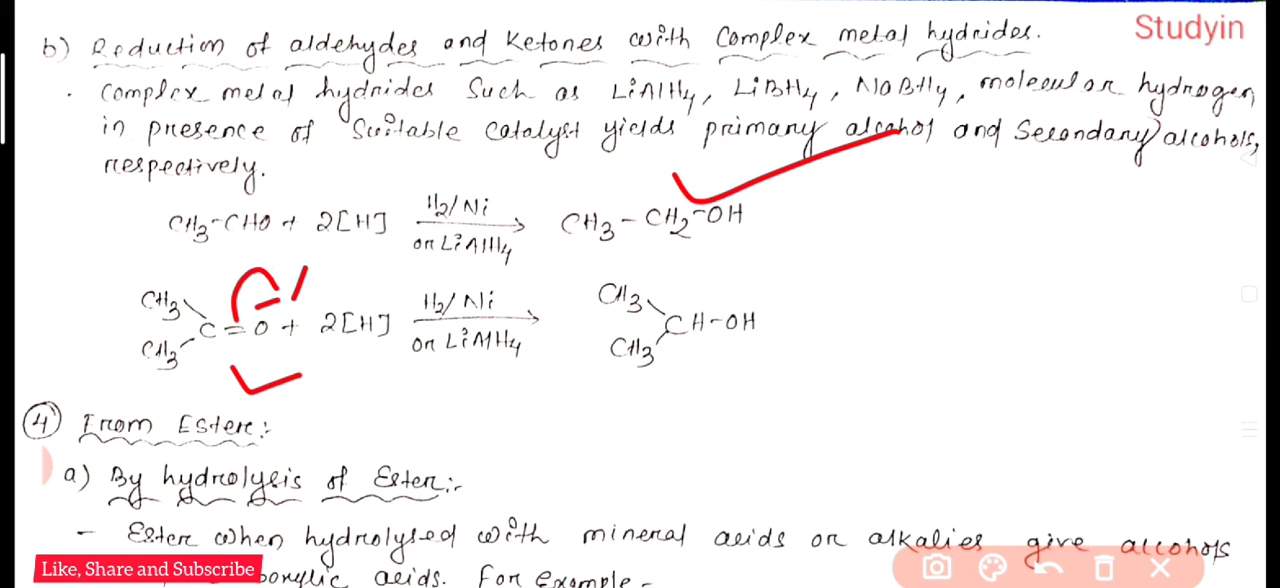 Studyin
b) Reduction of aldehydes and Ketones with Complex metal hydrides.
. Complex metal hydrides Such as LiAlH4, LiBH4, NaBH4, molecular hydrogen,
in presence of Suitable catalyst yields primary alcohol and Secondary alcohols,
respectively.
CH3-CHO + 2[H] H2/Ni or LiAlH4 → CH3-CH2-OH
CH3
CH3 C=O + 2[H] H2/Ni or LiAlH4 → CH3
CH3 CH-OH
4 From Ester:
a) By hydrolysis of Ester:-
- Ester when hydrolysed with mineral acids or alkalies give alcohols
Like, Share and Subscribe acids. For Example-